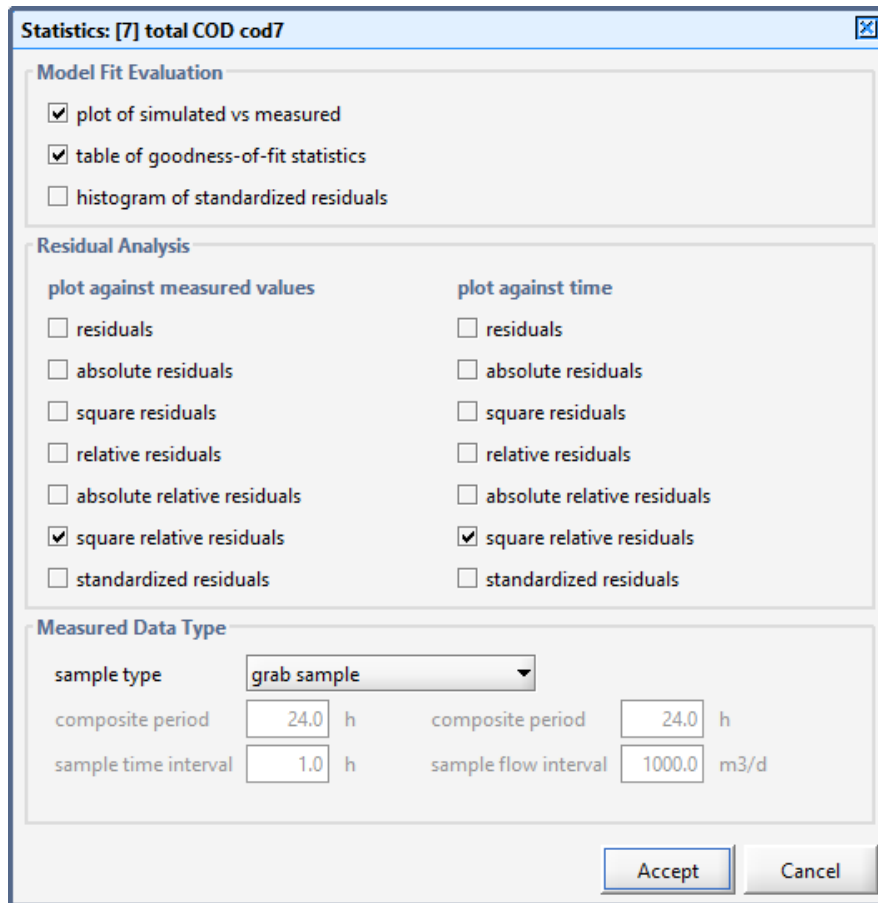 Statistics: [7] total COD cod7
Model Fit Evaluation
plot of simulated vs measured
table of goodness-of-fit statistics
histogram of standardized residuals
Residual Analysis
plot against measured values plot against time
residuals residuals
absolute residuals absolute residuals
square residuals square residuals
relative residuals relative residuals
absolute relative residuals absolute relative residuals
square relative residuals square relative residuals
standardized residuals standardized residuals
Measured Data Type
sample type grab sample
composite period 24.0 h composite period 24.0 h
sample time interval 1.0 h sample flow interval 1000.0 m3/d
Accept Cancel